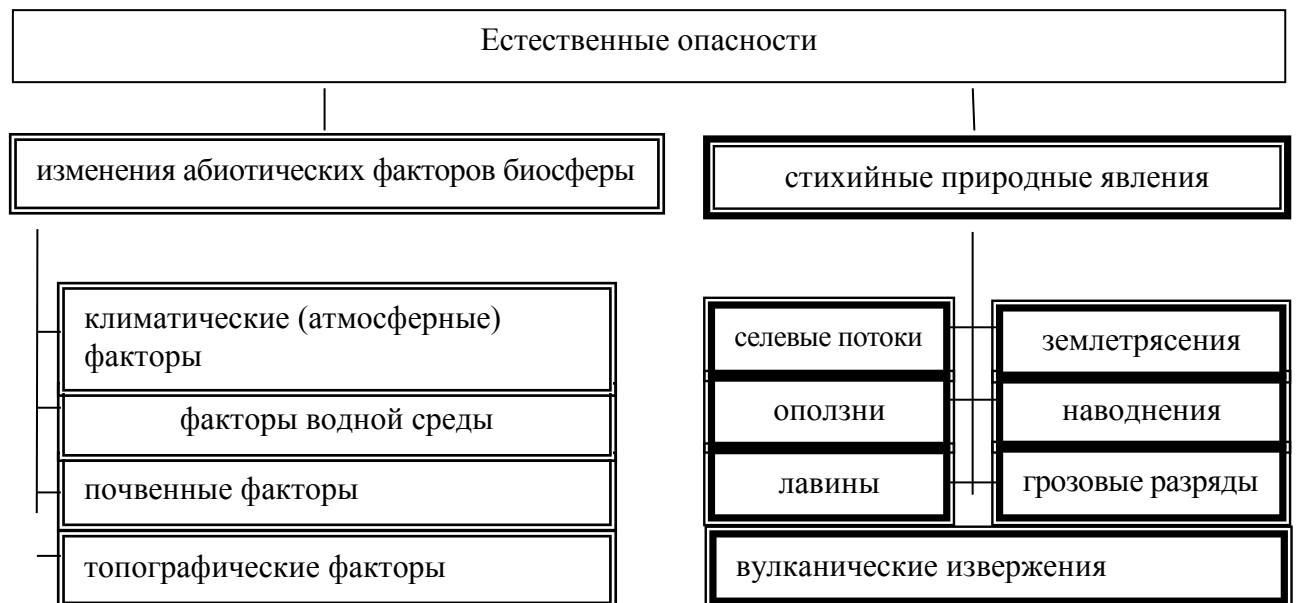 Естественные опасности
изменения абиотических факторов биосферы
стихийные природные явления
климатические (атмосферные)
факторы
факторы водной среды
почвенные факторы
топографические факторы
селевые потоки
землетрясения
оползни
наводнения
лавины
грозовые разряды
вулканические извержения